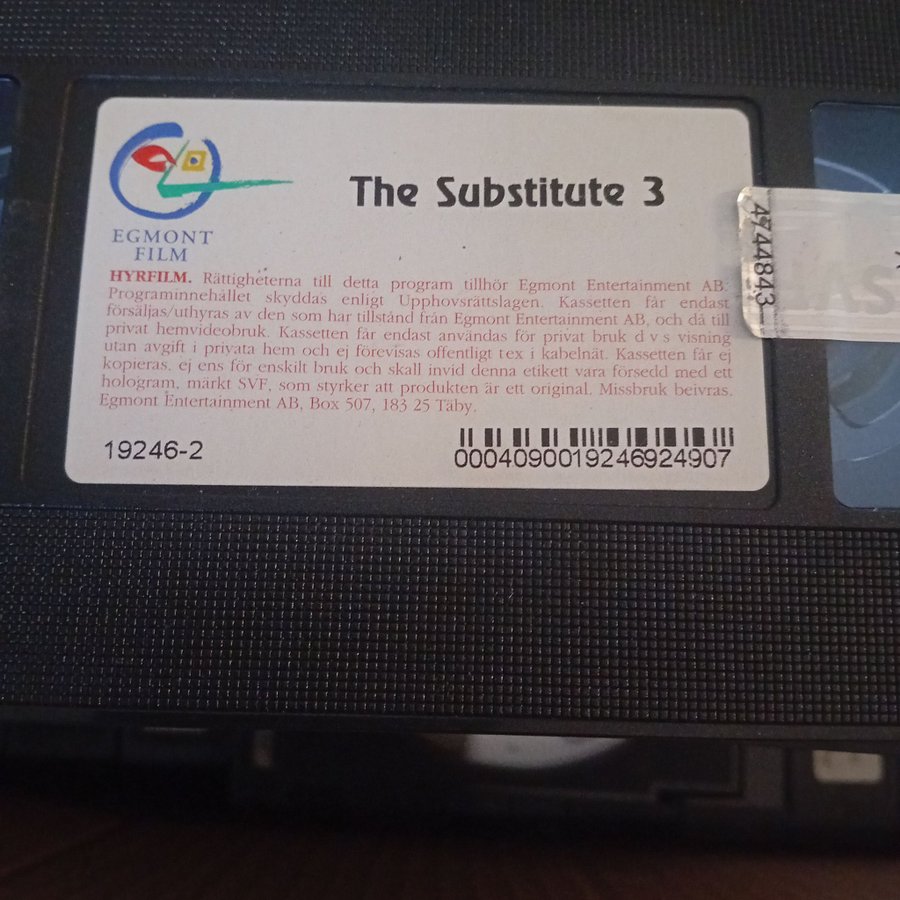 The Substitute 3
EGMONT
FILM
HYRFILM. Rättigheterna till detta program tillhör Egmont Entertainment AB.
Programinnehållet skyddas enligt Upphovsrättslagen. Kassetten får endast
försäljas/uthyras av den som har tillstånd från Egmont Entertainment AB, och då till
privat hemvideobruk. Kassetten får endast användas för privat bruk d v s visning
utan avgift i privata hem och ej förevisas offentligt t ex i kabelnät. Kassetten får ej
kopieras, ej ens för enskilt bruk och skall invid denna etikett vara försedd med ett
hologram, märkt SVF, som styrker att produkten är ett original. Missbruk beivras.
Egmont Entertainment AB, Box 507, 183 25 Täby.
19246-2
0004090019246924907
4744843